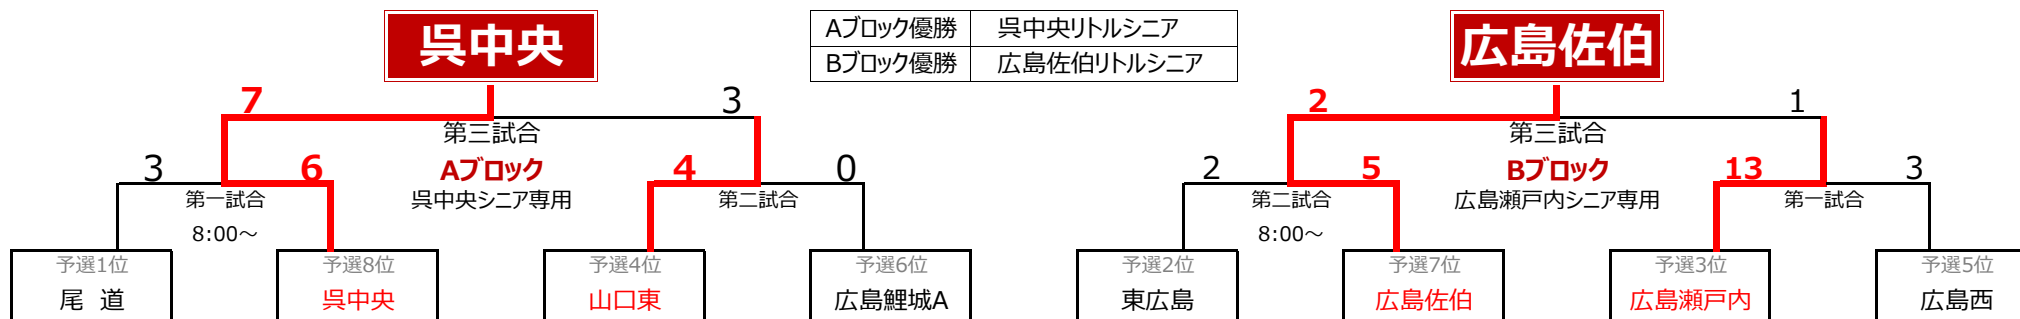 呉中央
Aブロック優勝 呉中央リトルシニア
Bブロック優勝 広島佐伯リトルシニア
広島佐伯
7 3
第三試合
3 6 Aブロック 4 0
第一試合 呉中央シニア専用 第二試合
8:00～
2 1
第三試合
2 5 Bブロック 13 3
第二試合 広島瀬戸内シニア専用 第一試合
8:00～
予選1位 予選8位 予選4位 予選6位 予選2位 予選7位 予選3位 予選5位
尾 道 呉中央 山口東 広島鯉城A 東広島 広島佐伯 広島瀬戸内 広島西